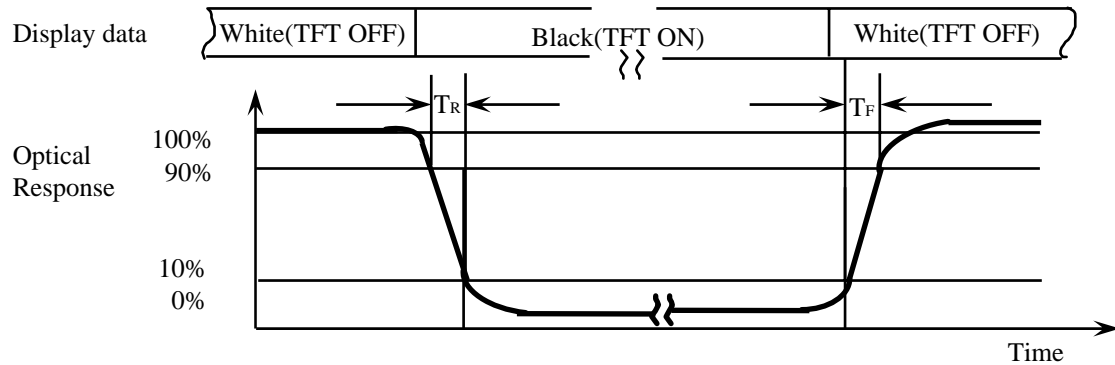 Display data
White(TFT OFF)
Black(TFT ON)
White(TFT OFF)
TR
TF
Optical
Response
100%
90%
10%
0%
Time